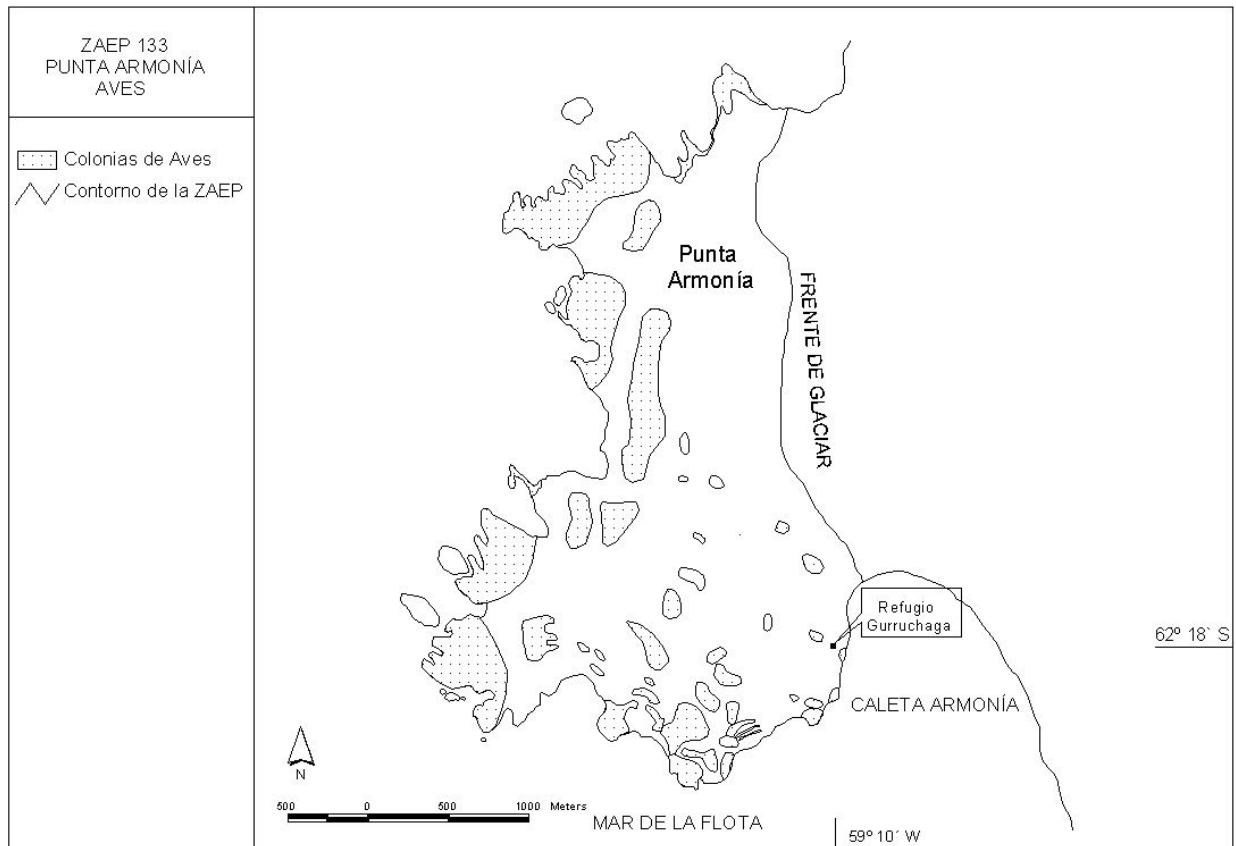 ZAEP 133
PUNTA ARMONÍA
AVES
Colonias de Aves
Contorno de la ZAEP
Punta
Armonía
FRENTE DE GLACIAR
Refugio
Gurruchaga
62º 18` S
CALETA ARMONÍA
N
500 0 500 1000 Meters
MAR DE LA FLOTA
59º 10´ W